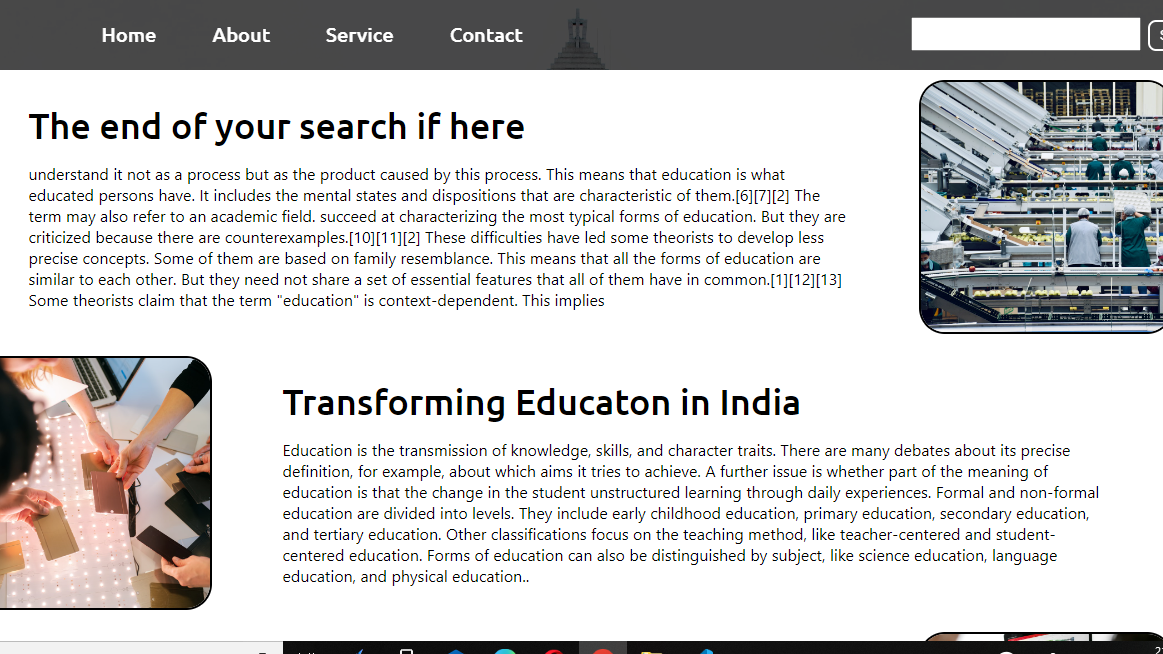 Home About Service Contact
The end of your search if here
understand it not as a process but as the product caused by this process. This means that education is what
educated persons have. It includes the mental states and dispositions that are characteristic of them.[6][7][2] The
term may also refer to an academic field. succeed at characterizing the most typical forms of education. But they are
criticized because there are counterexamples.[10][11][2] These difficulties have led some theorists to develop less
precise concepts. Some of them are based on family resemblance. This means that all the forms of education are
similar to each other. But they need not share a set of essential features that all of them have in common.[1][12][13]
Some theorists claim that the term "education" is context-dependent. This implies
Transforming Educaton in India
Education is the transmission of knowledge, skills, and character traits. There are many debates about its precise
definition, for example, about which aims it tries to achieve. A further issue is whether part of the meaning of
education is that the change in the student unstructured learning through daily experiences. Formal and non-formal
education are divided into levels. They include early childhood education, primary education, secondary education,
and tertiary education. Other classifications focus on the teaching method, like teacher-centered and student-
centered education. Forms of education can also be distinguished by subject, like science education, language
education, and physical education..